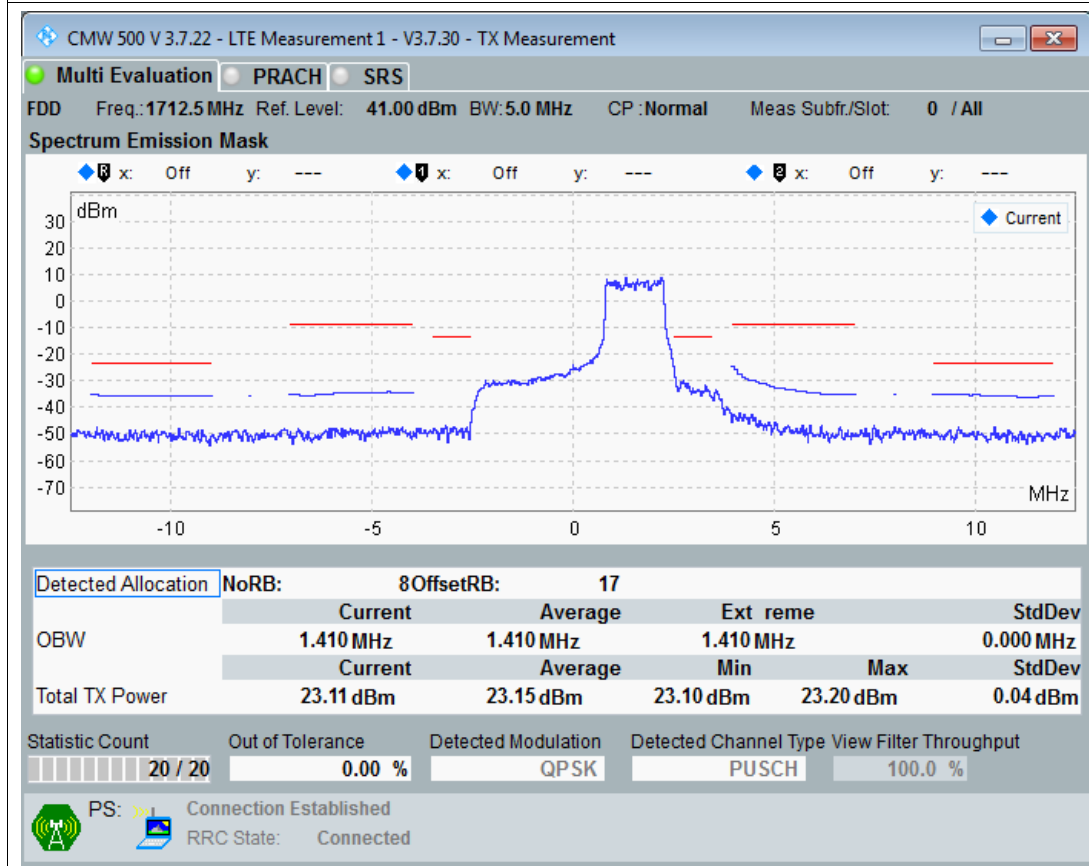 CMW 500 V 3.7.22 - LTE Measurement 1 - V3.7.30 - TX Measurement
Multi Evaluation PRACH SRS
FDD Freq.: 1712.5 MHz Ref. Level: 41.00 dBm BW: 5.0 MHz CP : Normal Meas Subfr./Slot: 0 / All
Spectrum Emission Mask
R x: Off y: --- 1 x: Off y: --- 2 x: Off y: ---
dBm
Current
30
20
10
0
-10
-20
-30
-40
-50
-60
-70
MHz
-10 -5 0 5 10
Detected Allocation NoRB: 8 OffsetRB: 17
Current Average Ext reme StdDev
OBW 1.410 MHz 1.410 MHz 1.410 MHz 0.000 MHz
Current Average Min Max StdDev
Total TX Power 23.11 dBm 23.15 dBm 23.10 dBm 23.20 dBm 0.04 dBm
Statistic Count Out of Tolerance Detected Modulation Detected Channel Type View Filter Throughput
20 / 20 0.00 % QPSK PUSCH 100.0 %
PS: Connection Established
RRC State: Connected